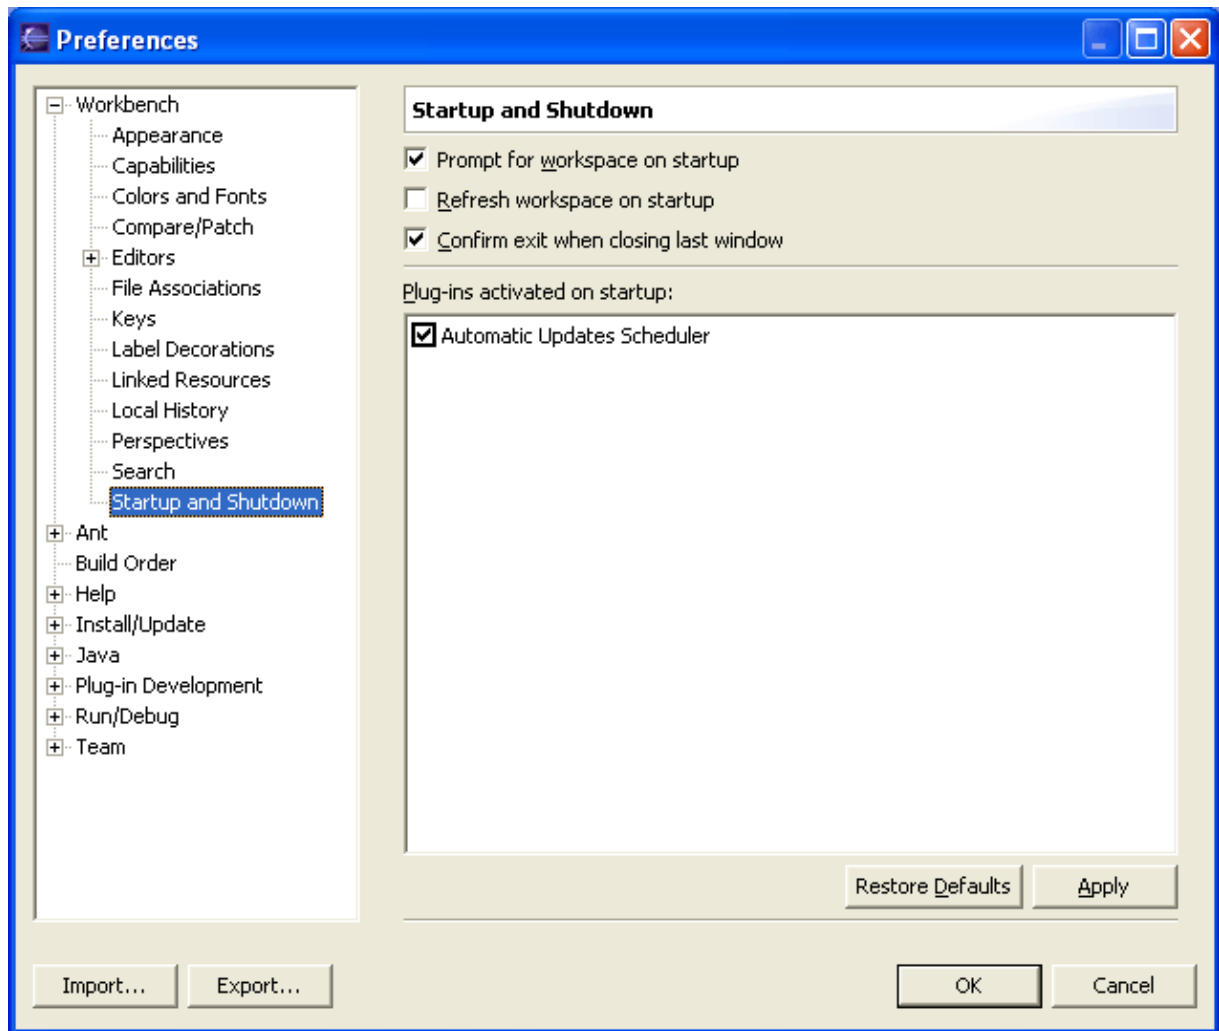 Preferences
Workbench
Appearance
Capabilities
Colors and Fonts
Compare/Patch
Editors
File Associations
Keys
Label Decorations
Linked Resources
Local History
Perspectives
Search
Startup and Shutdown
Ant
Build Order
Help
Install/Update
Java
Plug-in Development
Run/Debug
Team
Startup and Shutdown
Prompt for workspace on startup
Refresh workspace on startup
Confirm exit when closing last window
Plug-ins activated on startup:
Automatic Updates Scheduler
Restore Defaults Apply
Import... Export... OK Cancel